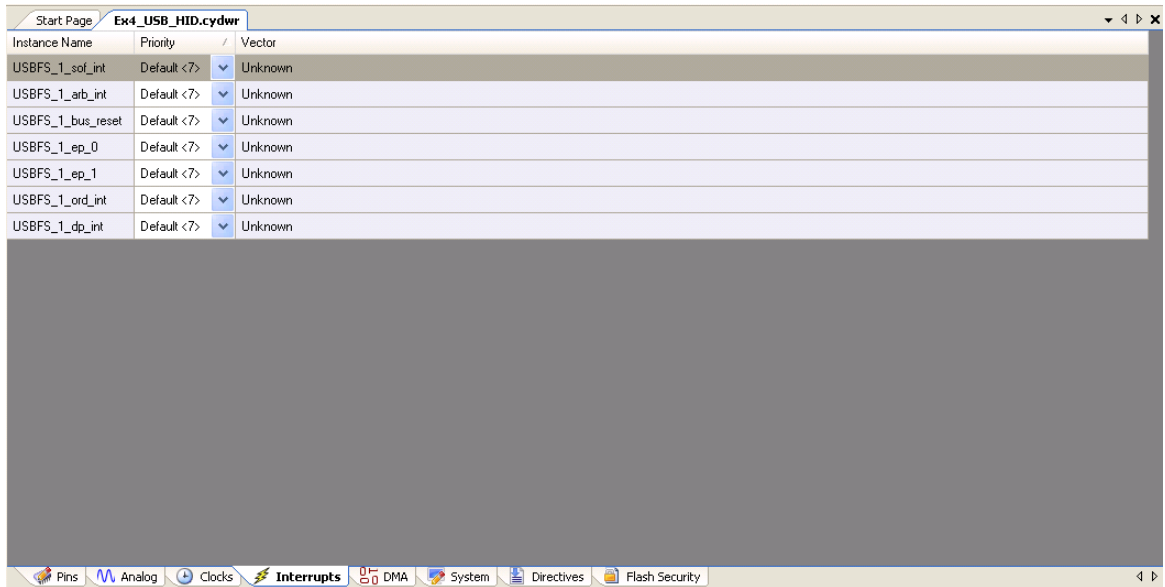 Start Page Ex4_USB_HID.cydwr
Instance Name Priority / Vector
USBFS_1_sof_int Default <7> Unknown
USBFS_1_arb_int Default <7> Unknown
USBFS_1_bus_reset Default <7> Unknown
USBFS_1_ep_0 Default <7> Unknown
USBFS_1_ep_1 Default <7> Unknown
USBFS_1_ord_int Default <7> Unknown
USBFS_1_dp_int Default <7> Unknown
Pins Analog Clocks Interrupts DMA System Directives Flash Security